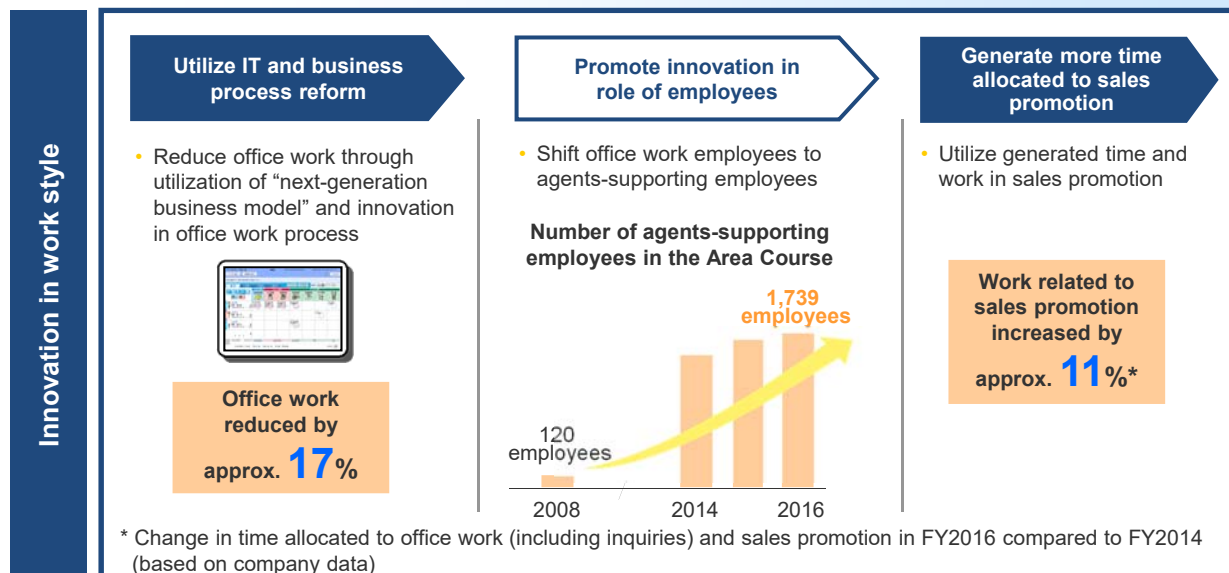 Innovation in work style
Utilize IT and business
process reform
• Reduce office work through
utilization of “next-generation
business model” and innovation
in office work process
Office work
reduced by
approx. 17%
Promote innovation in
role of employees
• Shift office work employees to
agents-supporting employees
Number of agents-supporting
employees in the Area Course
1,739
employees
120
employees
2008
2014
2016
Generate more time
allocated to sales
promotion
• Utilize generated time and
work in sales promotion
Work related to
sales promotion
increased by
approx. 11%*
* Change in time allocated to office work (including inquiries) and sales promotion in FY2016 compared to FY2014
(based on company data)